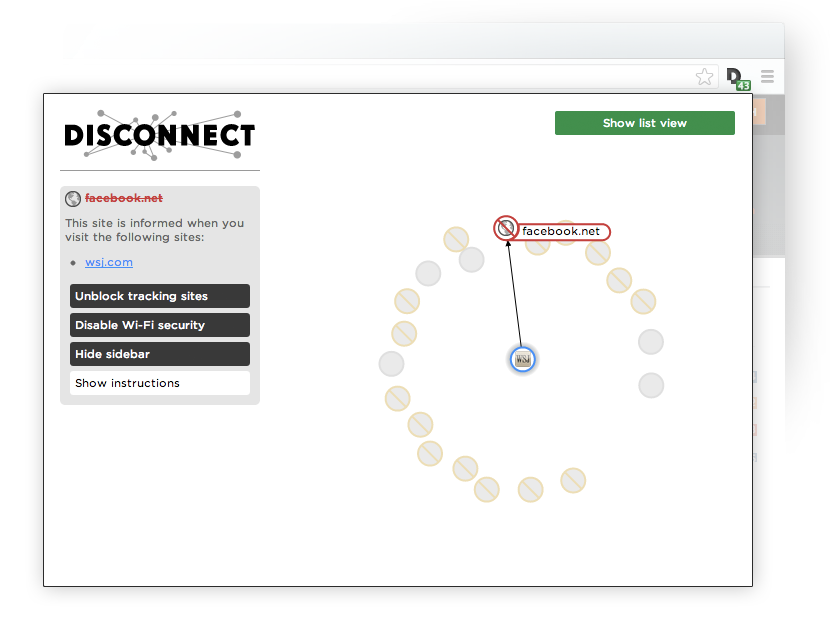 43
DISCONNECT
Show list view
facebook.net
This site is informed when you
visit the following sites:
wsj.com
Unblock tracking sites
Disable Wi-Fi security
Hide sidebar
Show instructions
facebook.net
WSJ